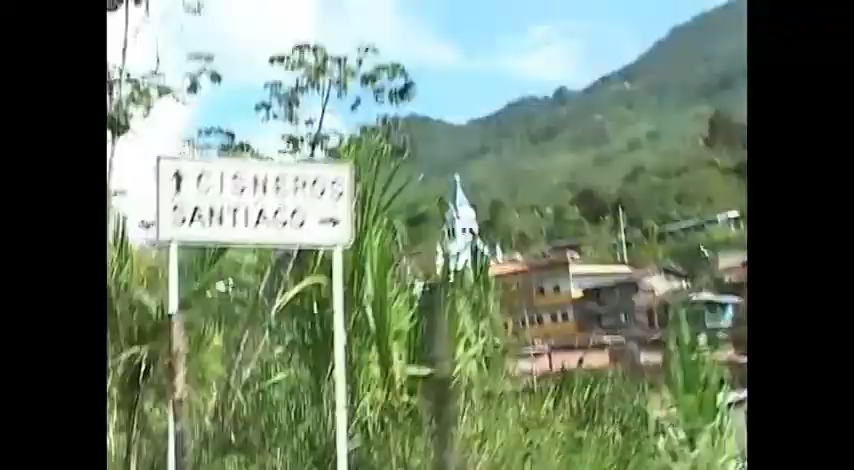 ↑ CISNEROS
SANTIAGO →